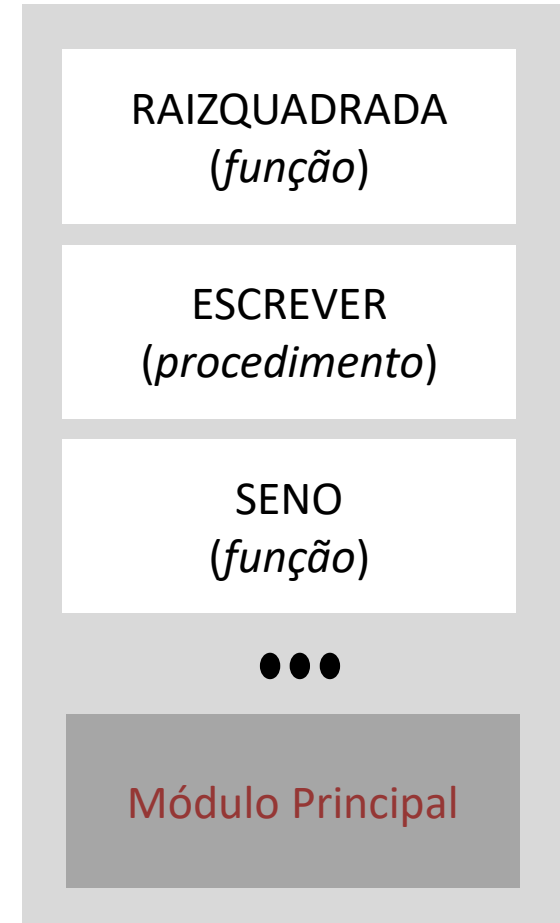 RAIZQUADRADA
(função)
ESCREVER
(procedimento)
SENO
(função)
•••
Módulo Principal